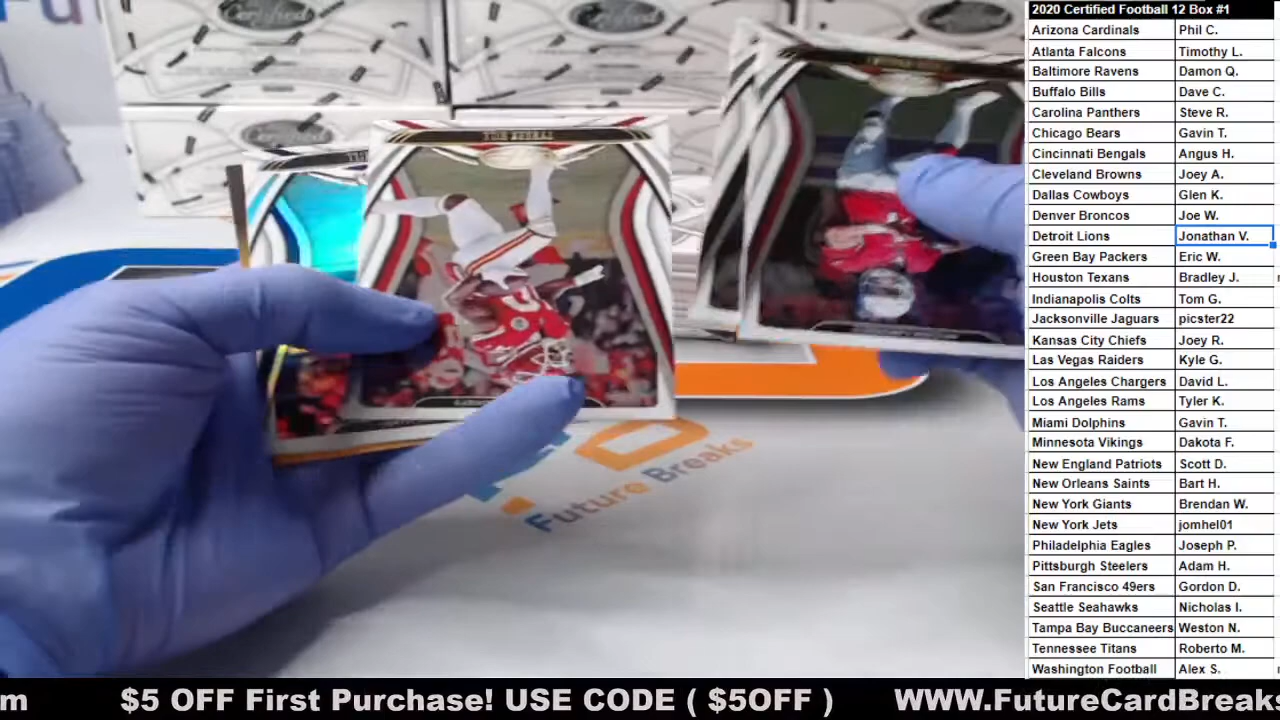 2020 Certified Football 12 Box #1
Arizona Cardinals Phil C.
Atlanta Falcons Timothy L.
Baltimore Ravens Damon Q.
Buffalo Bills Dave C.
Carolina Panthers Steve R.
Chicago Bears Gavin T.
Cincinnati Bengals Angus H.
Cleveland Browns Joey A.
Dallas Cowboys Glen K.
Denver Broncos Joe W.
Detroit Lions Jonathan V.
Green Bay Packers Eric W.
Houston Texans Bradley J.
Indianapolis Colts Tom G.
Jacksonville Jaguars picster22
Kansas City Chiefs Joey R.
Las Vegas Raiders Kyle G.
Los Angeles Chargers David L.
Los Angeles Rams Tyler K.
Miami Dolphins Gavin T.
Minnesota Vikings Dakota F.
New England Patriots Scott D.
New Orleans Saints Bart H.
New York Giants Brendan W.
New York Jets jomhel01
Philadelphia Eagles Joseph P.
Pittsburgh Steelers Adam H.
San Francisco 49ers Gordon D.
Seattle Seahawks Nicholas I.
Tampa Bay Buccaneers Weston N.
Tennessee Titans Roberto M.
Washington Football Alex S.
Certified
Certified
Certified
Future Breaks
m $5 OFF First Purchase! USE CODE ( $5OFF ) WWW.FutureCardBreaks